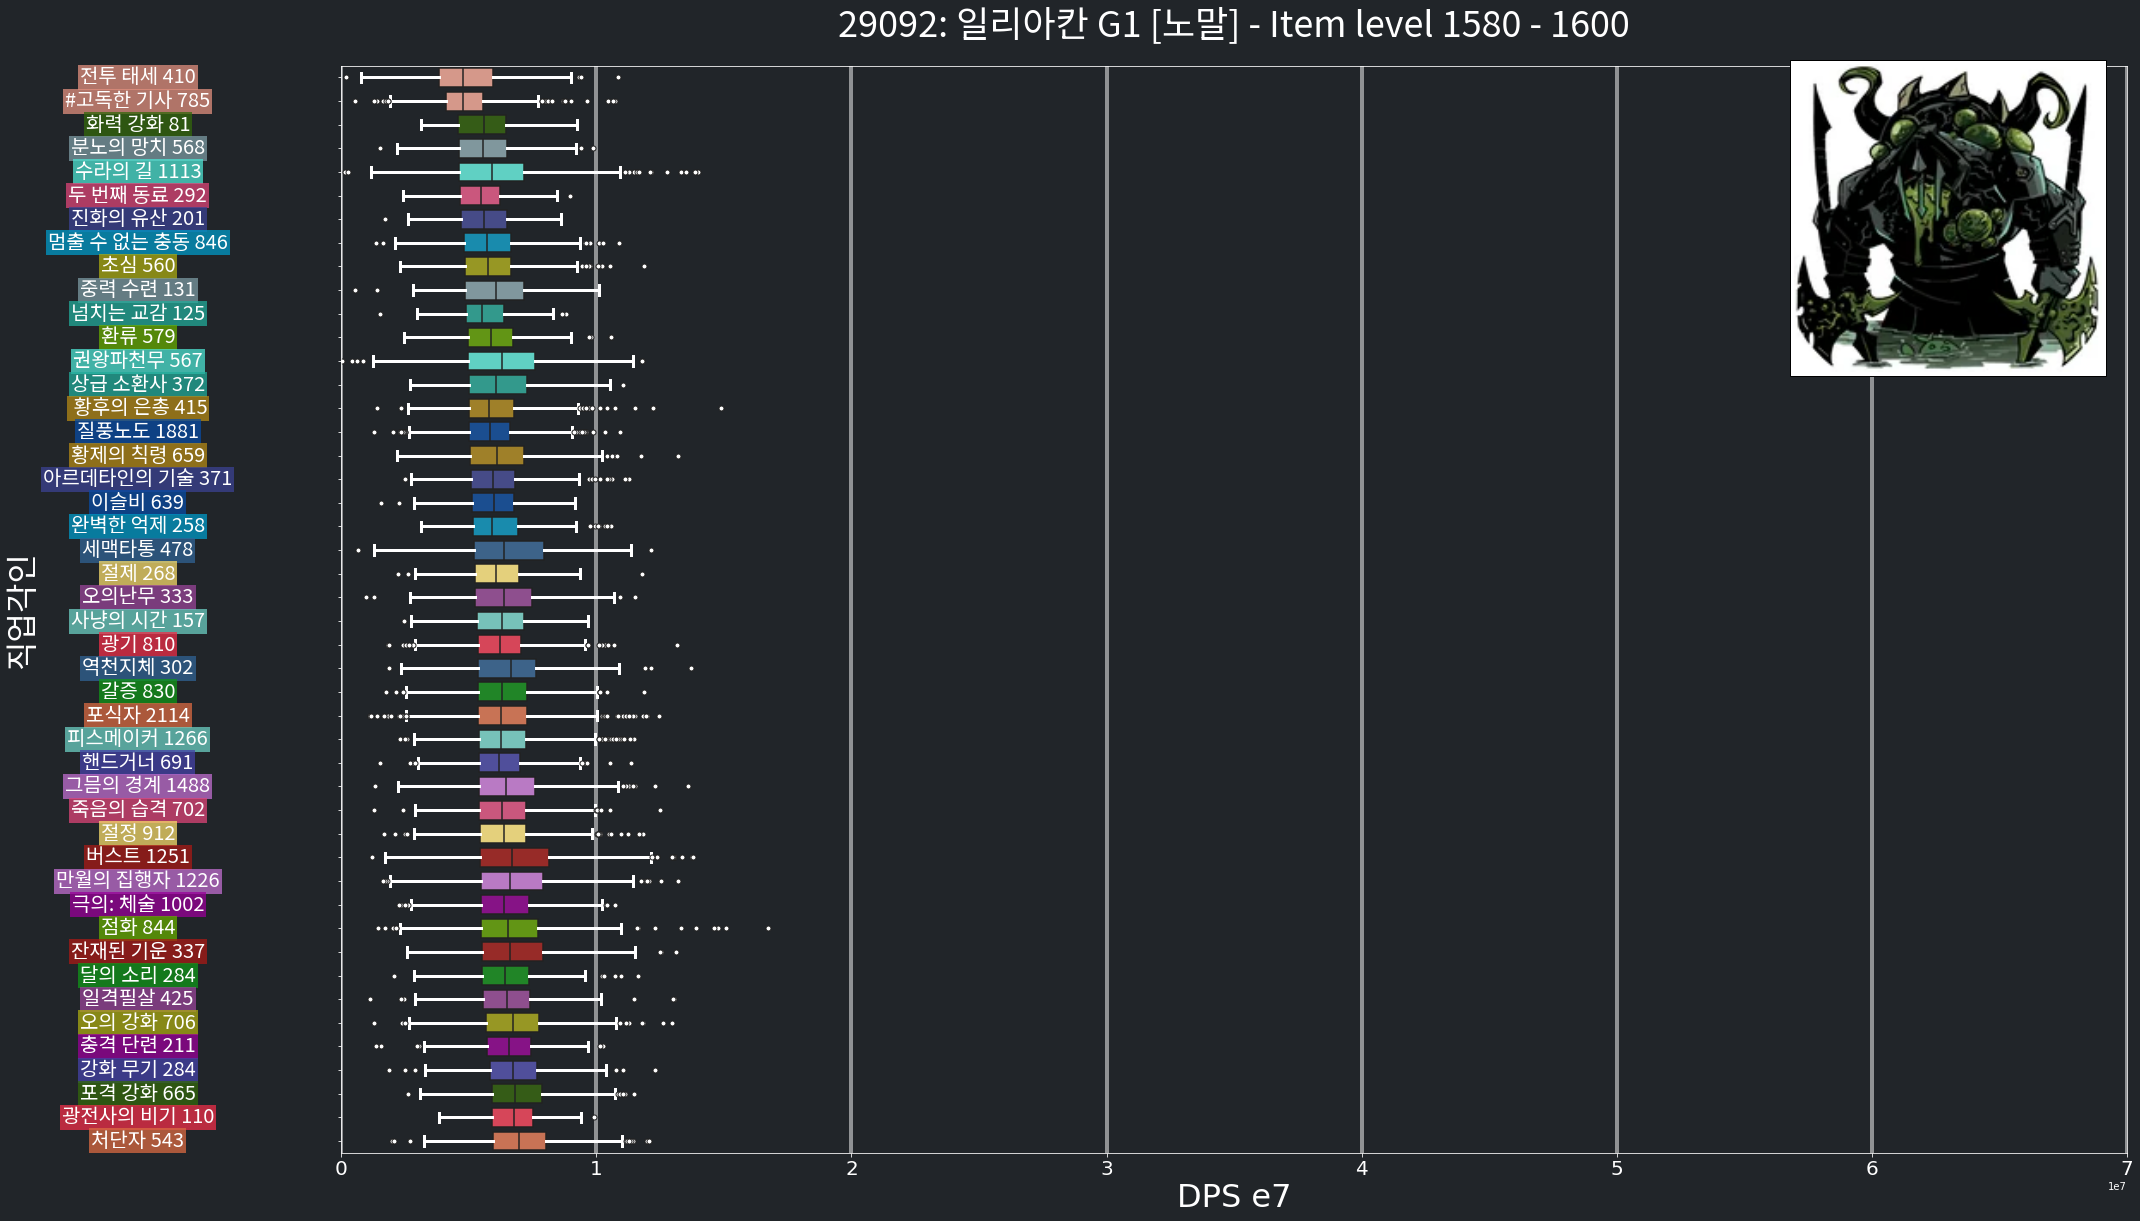 29092: 일리아칸 G1 [노말] - Item level 1580 - 1600
직업각인
전투 태세 410
#고독한 기사 785
화력 강화 81
분노의 망치 568
수라의 길 1113
두 번째 동료 292
진화의 유산 201
멈출 수 없는 충동 846
초심 560
중력 수련 131
넘치는 교감 125
환류 579
권왕파천무 567
상급 소환사 372
황후의 은총 415
질풍노도 1881
황제의 칙령 659
아르데타인의 기술 371
이슬비 639
완벽한 억제 258
세맥타통 478
절제 268
오의난무 333
사냥의 시간 157
광기 810
역천지체 302
갈증 830
포식자 2114
피스메이커 1266
핸드거너 691
그믐의 경계 1488
죽음의 습격 702
절정 912
버스트 1251
만월의 집행자 1226
극의: 체술 1002
점화 844
잔재된 기운 337
달의 소리 284
일격필살 425
오의 강화 706
충격 단련 211
강화 무기 284
포격 강화 665
광전사의 비기 110
처단자 543
0 1 2 3 4 5 6 7
1e7
DPS e7